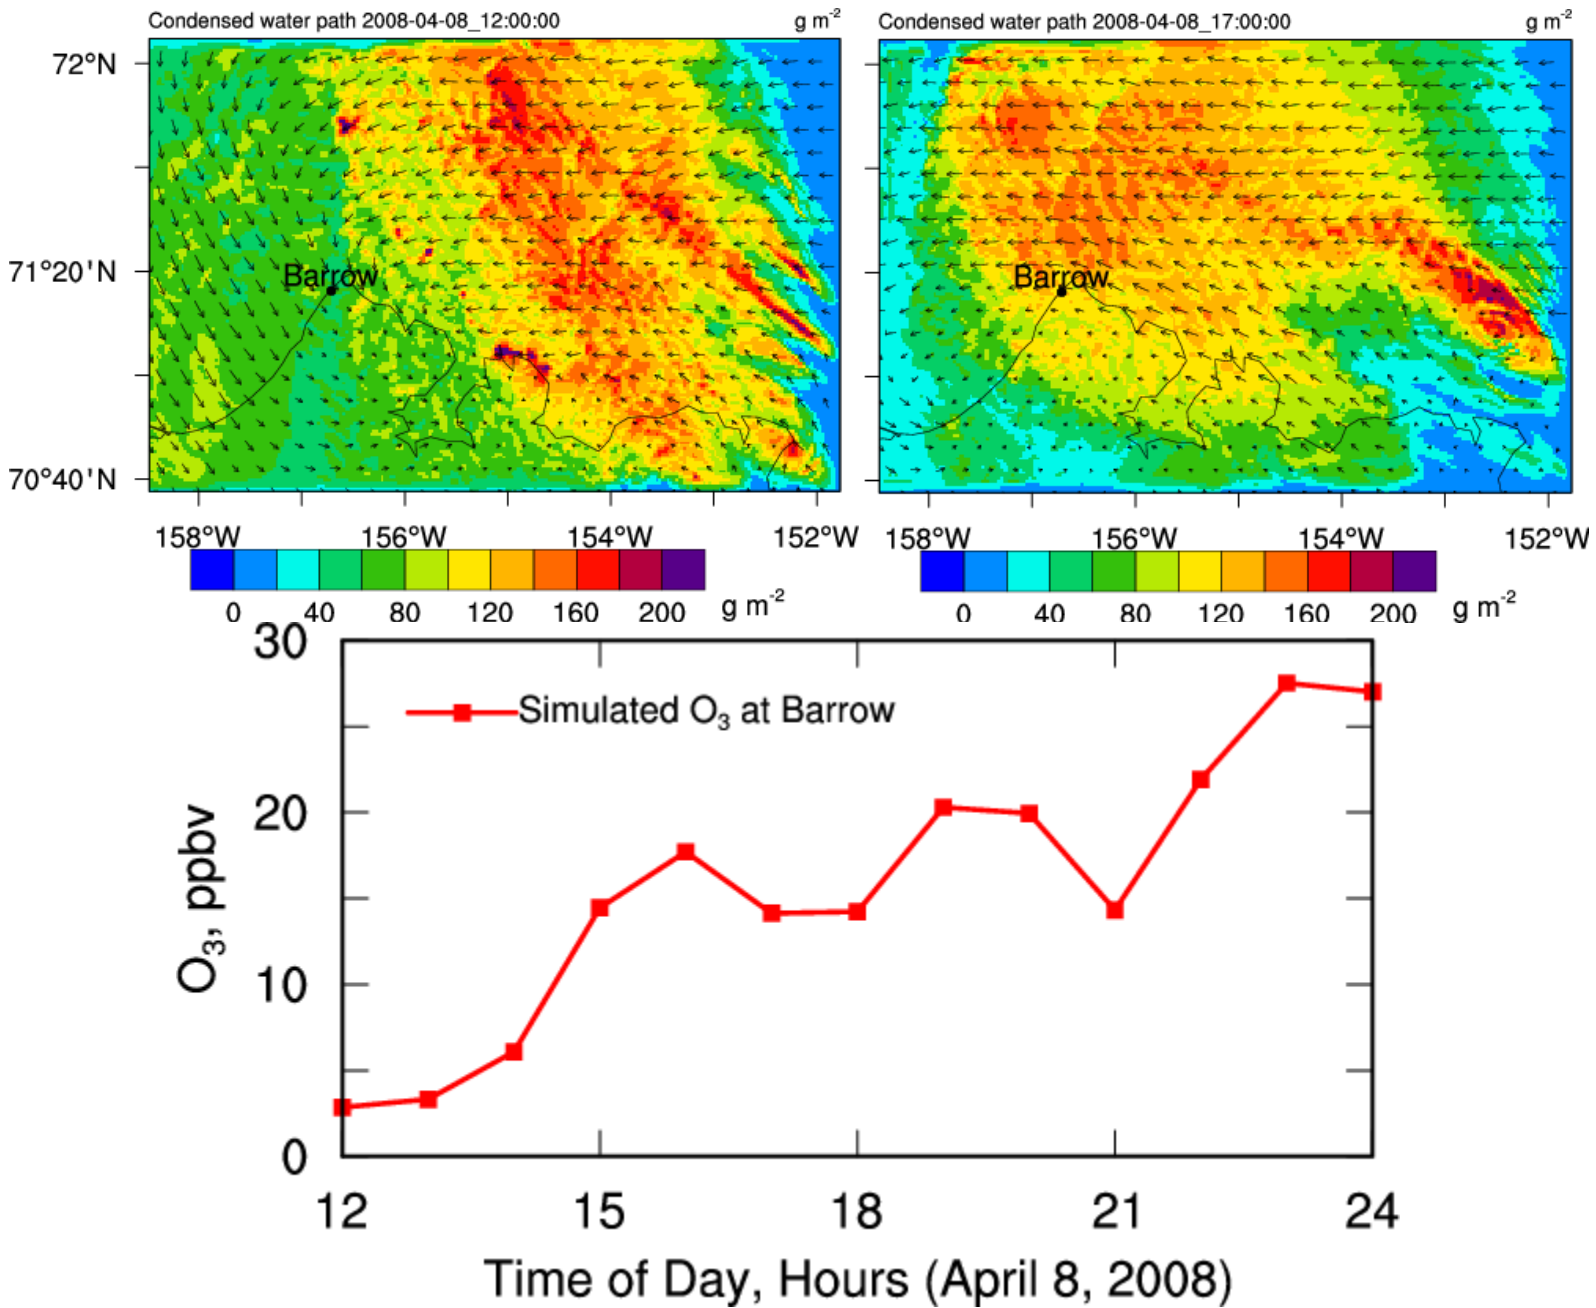 Condensed water path 2008-04-08_12:00:00 g m-2
Condensed water path 2008-04-08_17:00:00 g m-2
72°N
71°20'N
70°40'N
Barrow
Barrow
158°W 156°W 154°W 152°W
158°W 156°W 154°W 152°W
0 40 80 120 160 200 g m-2
0 40 80 120 160 200 g m-2
30
20
10
0
O3, ppbv
Simulated O3 at Barrow
12 15 18 21 24
Time of Day, Hours (April 8, 2008)